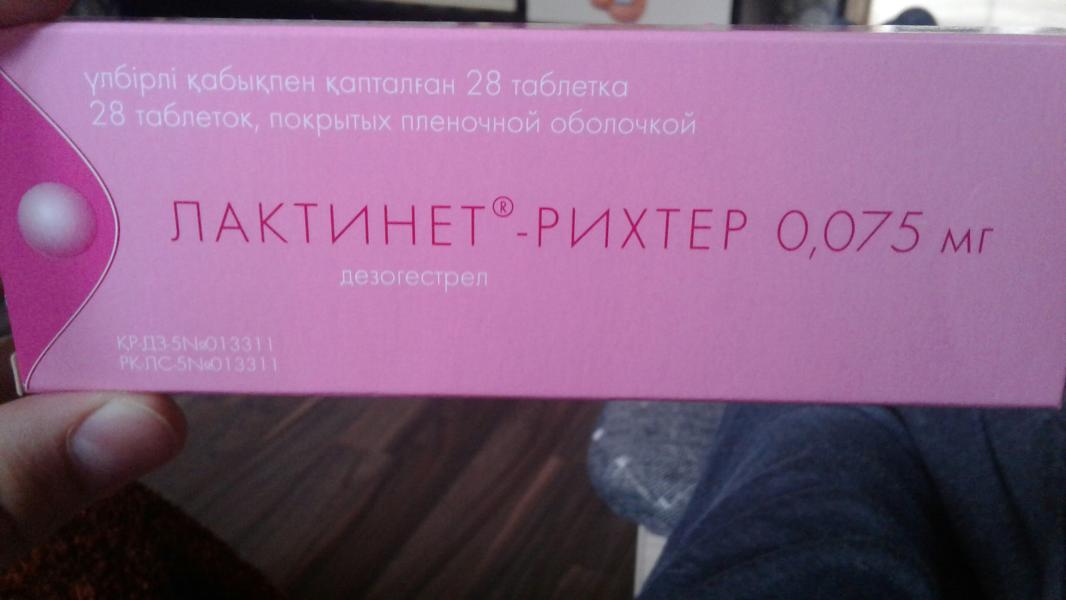 үлбірлі қабықпен қапталған 28 таблетка
28 таблеток, покрытых пленочной оболочкой
ЛАКТИНЕТ®-РИХТЕР 0,075 мг
дезогестрел
ҚР-ДЗ-5№013311
РК-ЛС-5№013311